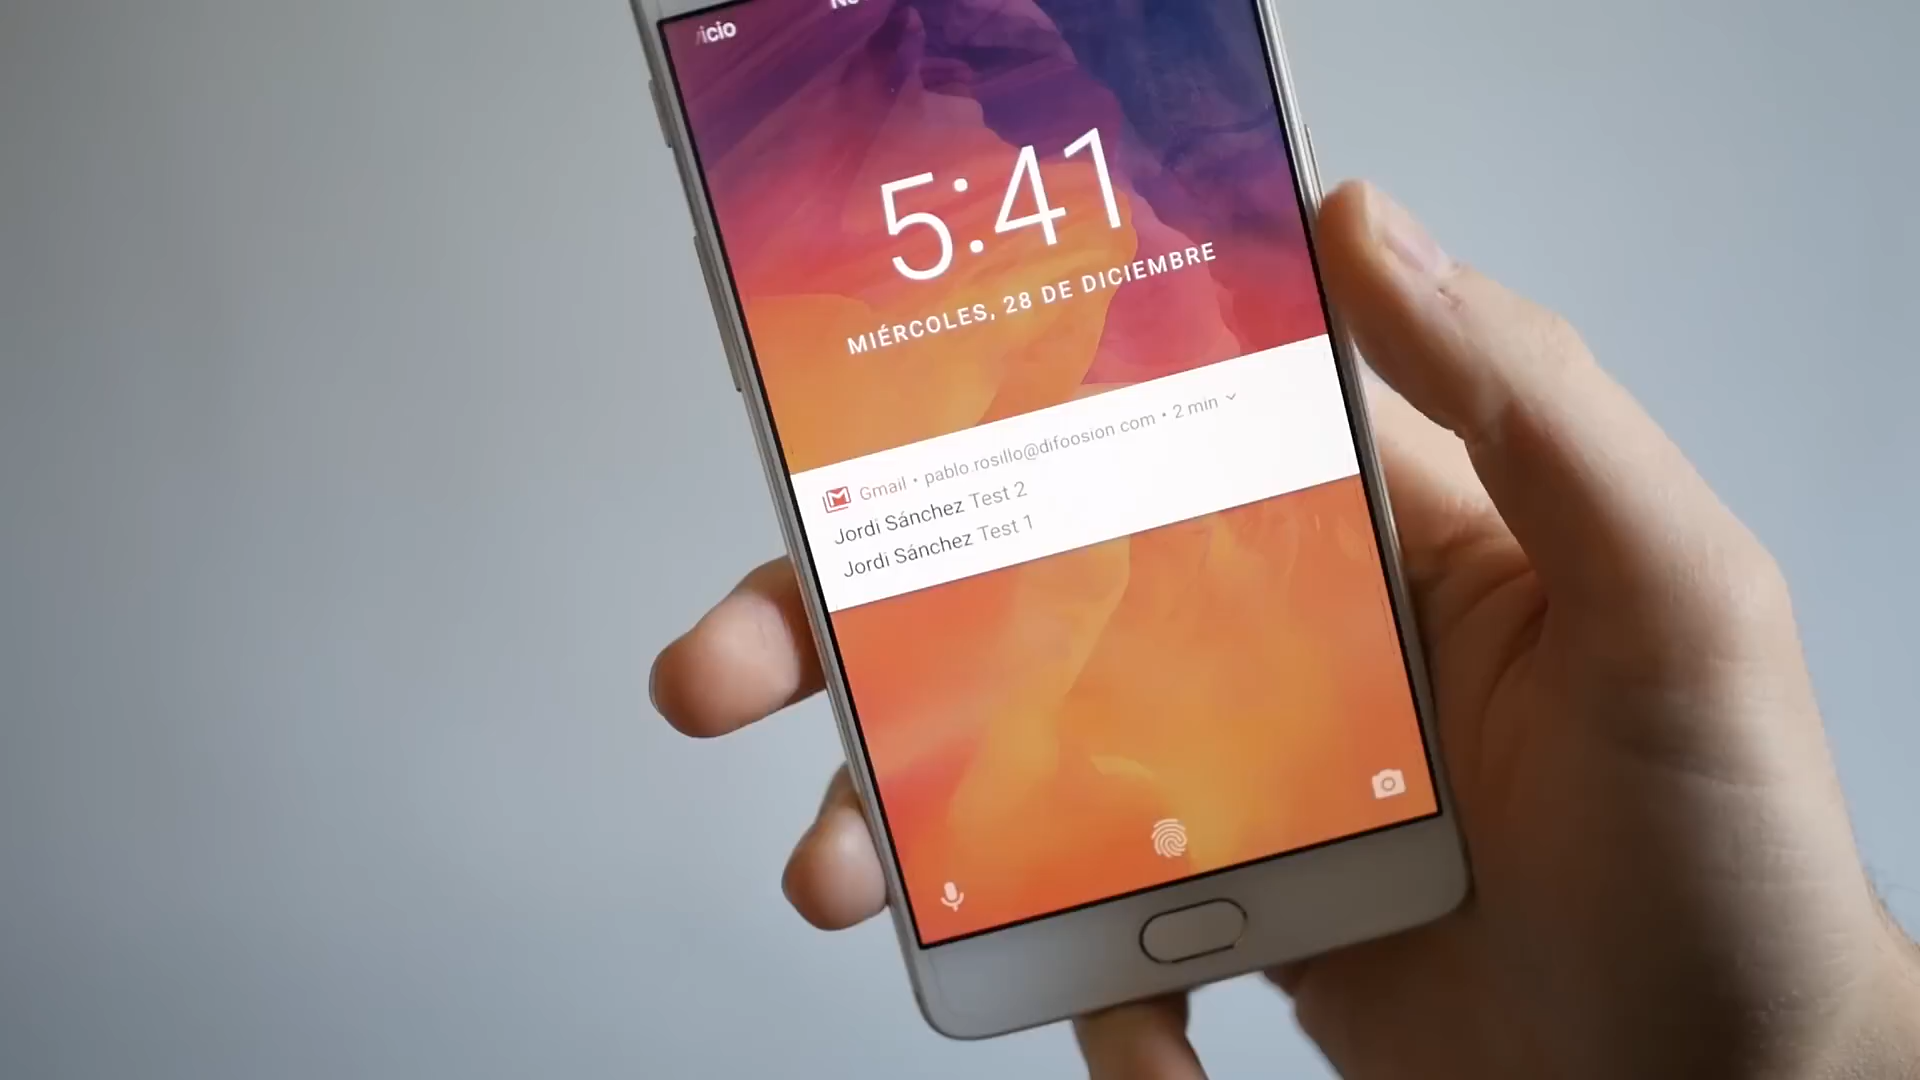 5:41
MIÉRCOLES, 28 DE DICIEMBRE
Gmail • pablo.rosillo@difoosion.com • 2 min
Jordi Sánchez Test 2
Jordi Sánchez Test 1